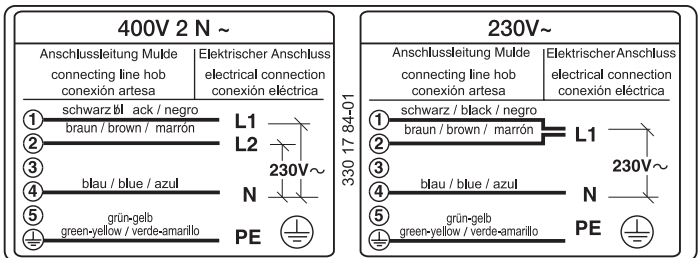 400V 2 N ~
Anschlussleitung Mulde
connecting line hob
conexión artesa
Elektrischer Anschluss
electrical connection
conexión eléctrica
1
schwarz bl ack / negro
L1
2
braun / brown / marrón
L2
3
230V~
4
blau / blue / azul
N
5
grün-gelb
green-yellow / verde-amarillo
PE
330 17 84-01
230V~
Anschlussleitung Mulde
connecting line hob
conexión artesa
Elektrischer Anschluss
electrical connection
conexión eléctrica
1
schwarz / black / negro
2
braun / brown / marrón
L1
3
230V~
4
blau / blue / azul
N
5
grün-gelb
green-yellow / verde-amarillo
PE